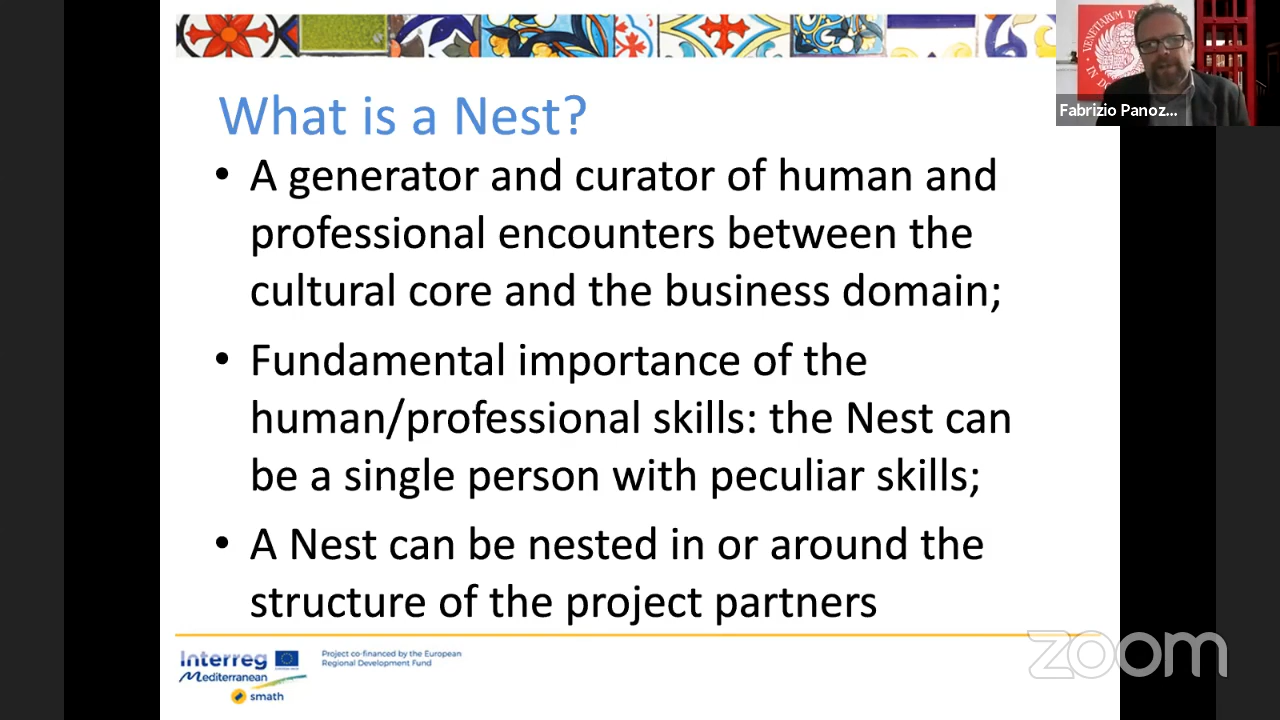 What is a Nest?
• A generator and curator of human and
professional encounters between the
cultural core and the business domain;
• Fundamental importance of the
human/professional skills: the Nest can
be a single person with peculiar skills;
• A Nest can be nested in or around the
structure of the project partners
Interreg
Mediterranean
smath
Project co-financed by the European
Regional Development Fund
Fabrizio Panoz...
zoom